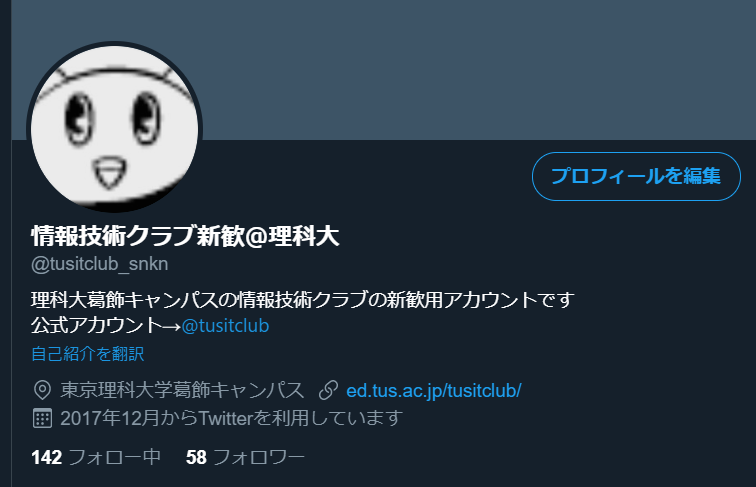 プロフィールを編集
情報技術クラブ新歓@理科大
@tusitclub_snkn
理科大葛飾キャンパスの情報技術クラブの新歓用アカウントです
公式アカウント→@tusitclub
自己紹介を翻訳
東京理科大学葛飾キャンパス ed.tus.ac.jp/tusitclub/
2017年12月からTwitterを利用しています
142 フォロー中 58 フォロワー